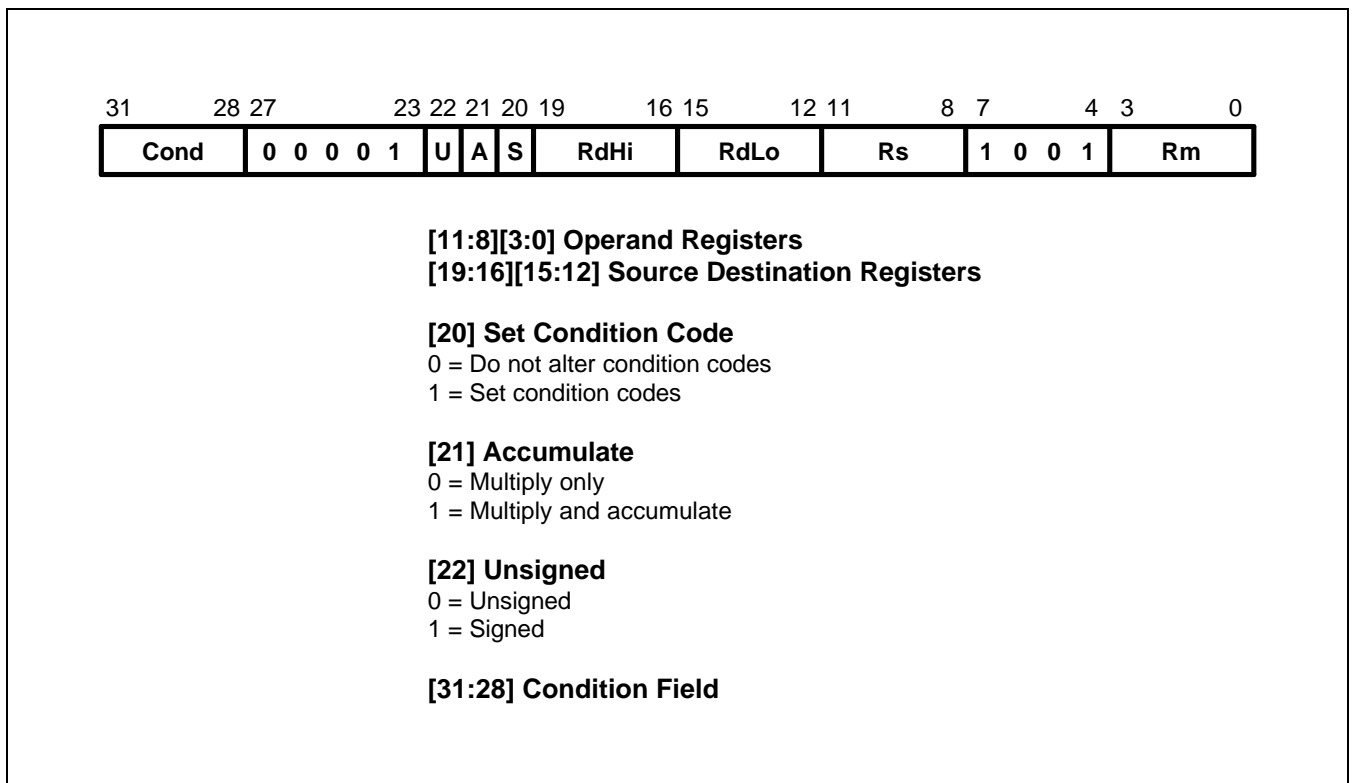 31 28 27 23 22 21 20 19 16 15 12 11 8 7 4 3 0
Cond 0 0 0 0 1 U A S RdHi RdLo Rs 1 0 0 1 Rm
[11:8][3:0] Operand Registers
[19:16][15:12] Source Destination Registers
[20] Set Condition Code
0 = Do not alter condition codes
1 = Set condition codes
[21] Accumulate
0 = Multiply only
1 = Multiply and accumulate
[22] Unsigned
0 = Unsigned
1 = Signed
[31:28] Condition Field